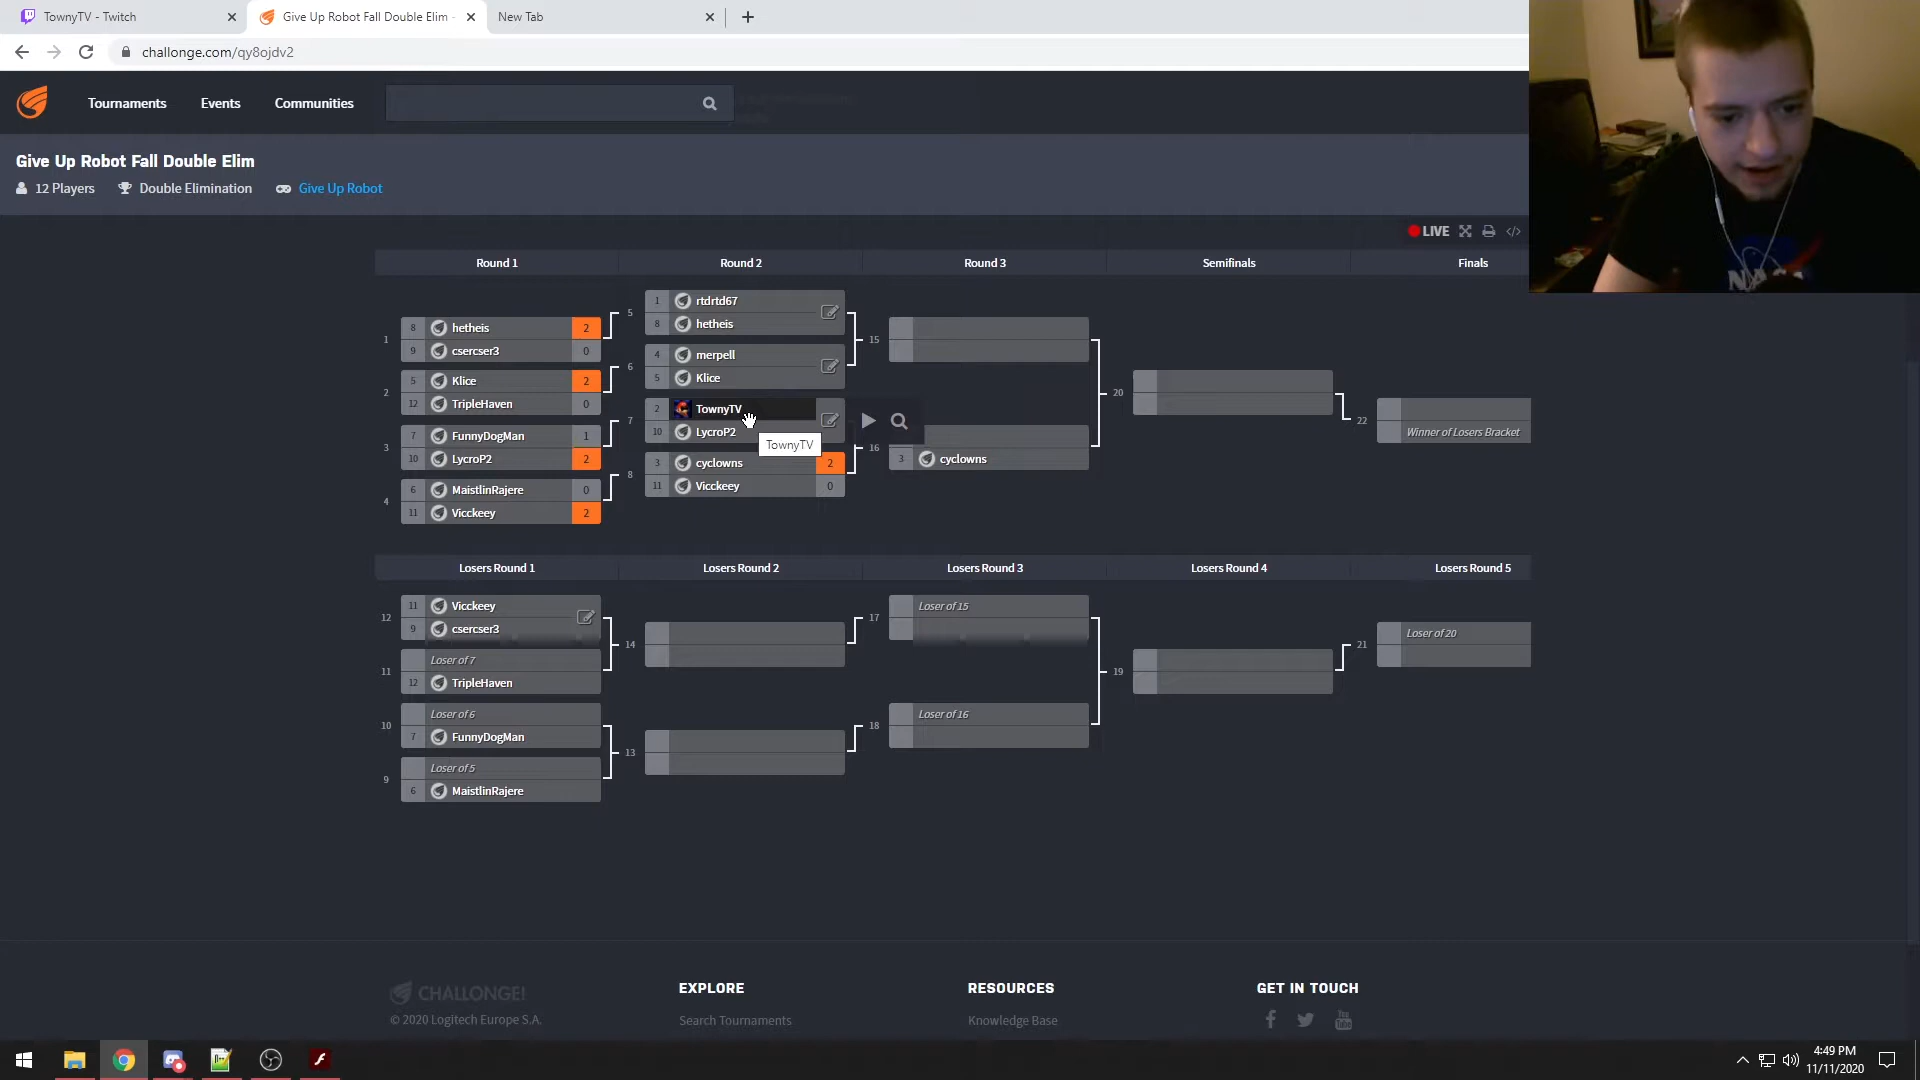 TownyTV - Twitch
Give Up Robot Fall Double Elim -
New Tab
challonge.com/qy8ojdv2
Tournaments Events Communities
Give Up Robot Fall Double Elim
12 Players Double Elimination Give Up Robot
LIVE
Round 1 Round 2 Round 3 Semifinals Finals
1
8 hetheis 2
9 csercser3 0
2
5 Klice 2
12 TripleHaven 0
3
7 FunnyDogMan 1
10 LycroP2 2
4
6 MaistlinRajere 0
11 Vicckeey 2
5
1 rtdrtd67
8 hetheis
6
4 merpell
5 Klice
7
2 TownyTV
10 LycroP2
TownyTV
8
3 cyclowns 2
11 Vicckeey 0
15
16
3 cyclowns
20
22
Winner of Losers Bracket
Losers Round 1 Losers Round 2 Losers Round 3 Losers Round 4 Losers Round 5
12
11 Vicckeey
9 csercser3
11
Loser of 7
12 TripleHaven
10
Loser of 6
7 FunnyDogMan
9
Loser of 5
6 MaistlinRajere
14
13
17
Loser of 15
18
Loser of 16
19
21
Loser of 20
NASA
CHALLONGE!
© 2020 Logitech Europe S.A.
EXPLORE
Search Tournaments
RESOURCES
Knowledge Base
GET IN TOUCH
You
Tube
4:49 PM
11/11/2020